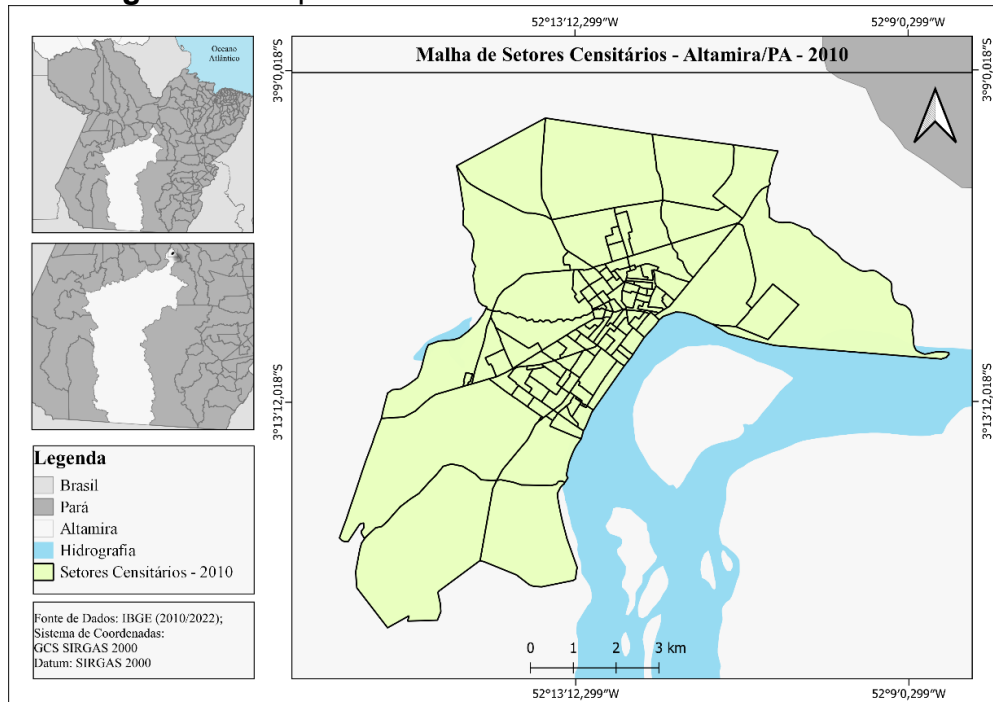 52°13'12,299"W
52°9'0,299"W
Oceano
Atlântico
Malha de Setores Censitários - Altamira/PA - 2010
3°9'0,018"S
3°9'0,018"S
3°13'12,018"S
3°13'12,018"S
Legenda
Brasil
Pará
Altamira
Hidrografia
Setores Censitários - 2010
Fonte de Dados: IBGE (2010/2022);
Sistema de Coordenadas:
GCS SIRGAS 2000
Datum: SIRGAS 2000
0 1 2 3 km
52°13'12,299"W
52°9'0,299"W